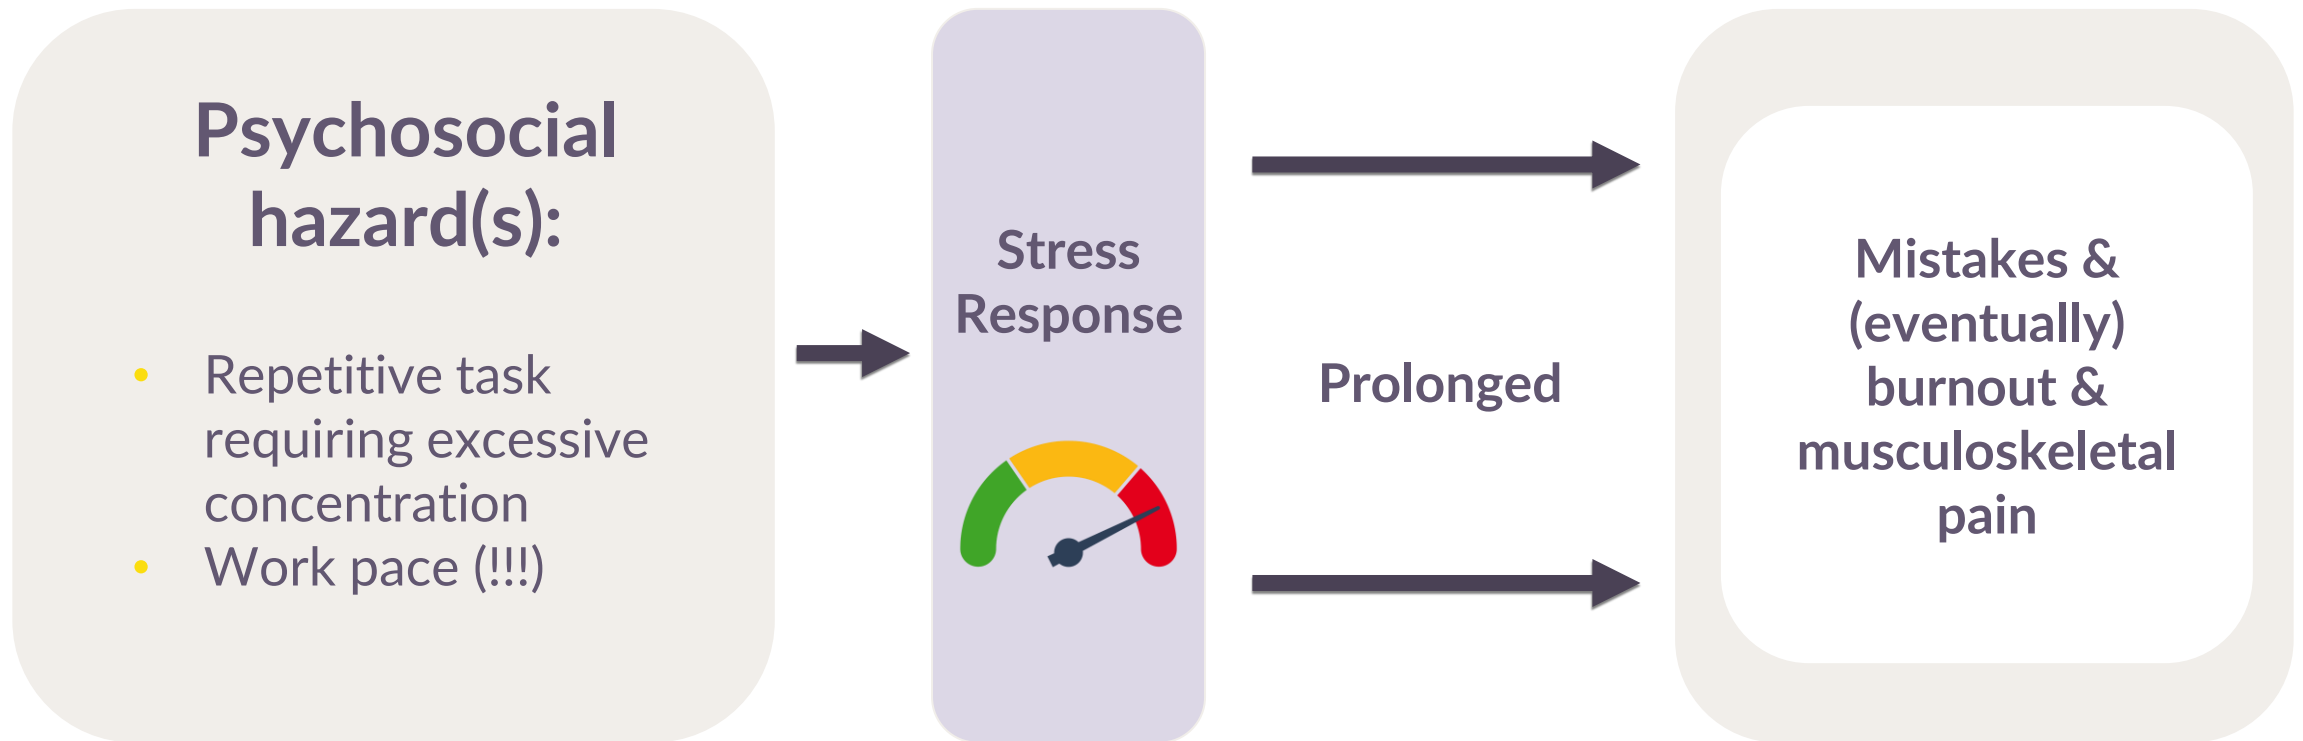 Psychosocial
hazard(s):
• Repetitive task
requiring excessive
concentration
• Work pace (!!!)
Stress
Response
Prolonged
Mistakes &
(eventually)
burnout &
musculoskeletal
pain